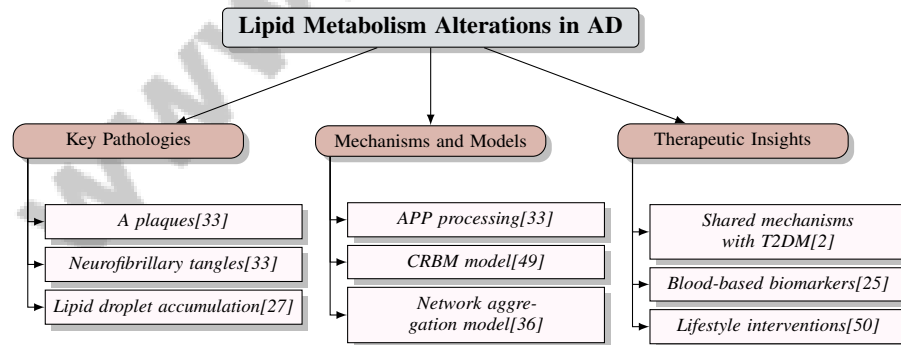 Lipid Metabolism Alterations in AD
Key Pathologies
A plaques[33]
Neurofibrillary tangles[33]
Lipid droplet accumulation[27]
Mechanisms and Models
APP processing[33]
CRBM model[49]
Network aggre-
gation model[36]
Therapeutic Insights
Shared mechanisms
with T2DM[2]
Blood-based biomarkers[25]
Lifestyle interventions[50]
www